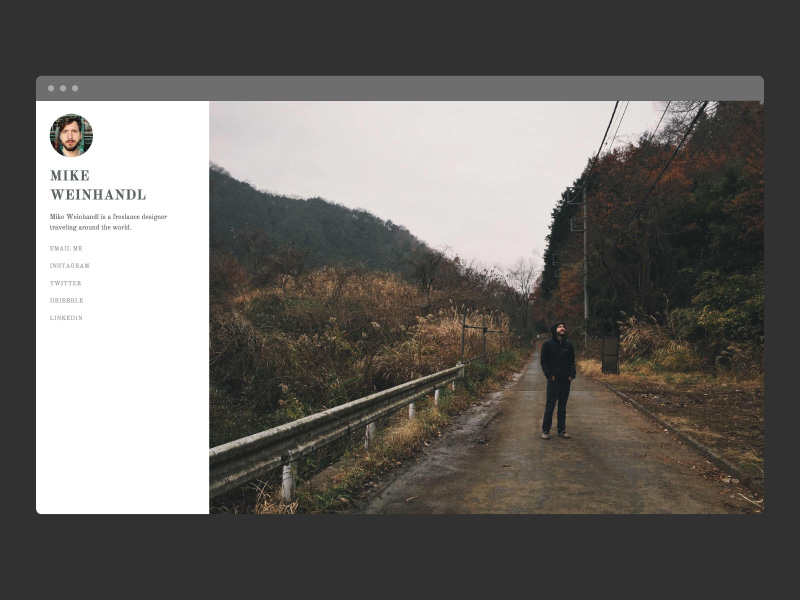 MIKE
WEINHANDL
Mike Weinhandl is a freelance designer
traveling around the world.
EMAIL ME
INSTAGRAM
TWITTER
DRIBBBLE
LINKEDIN